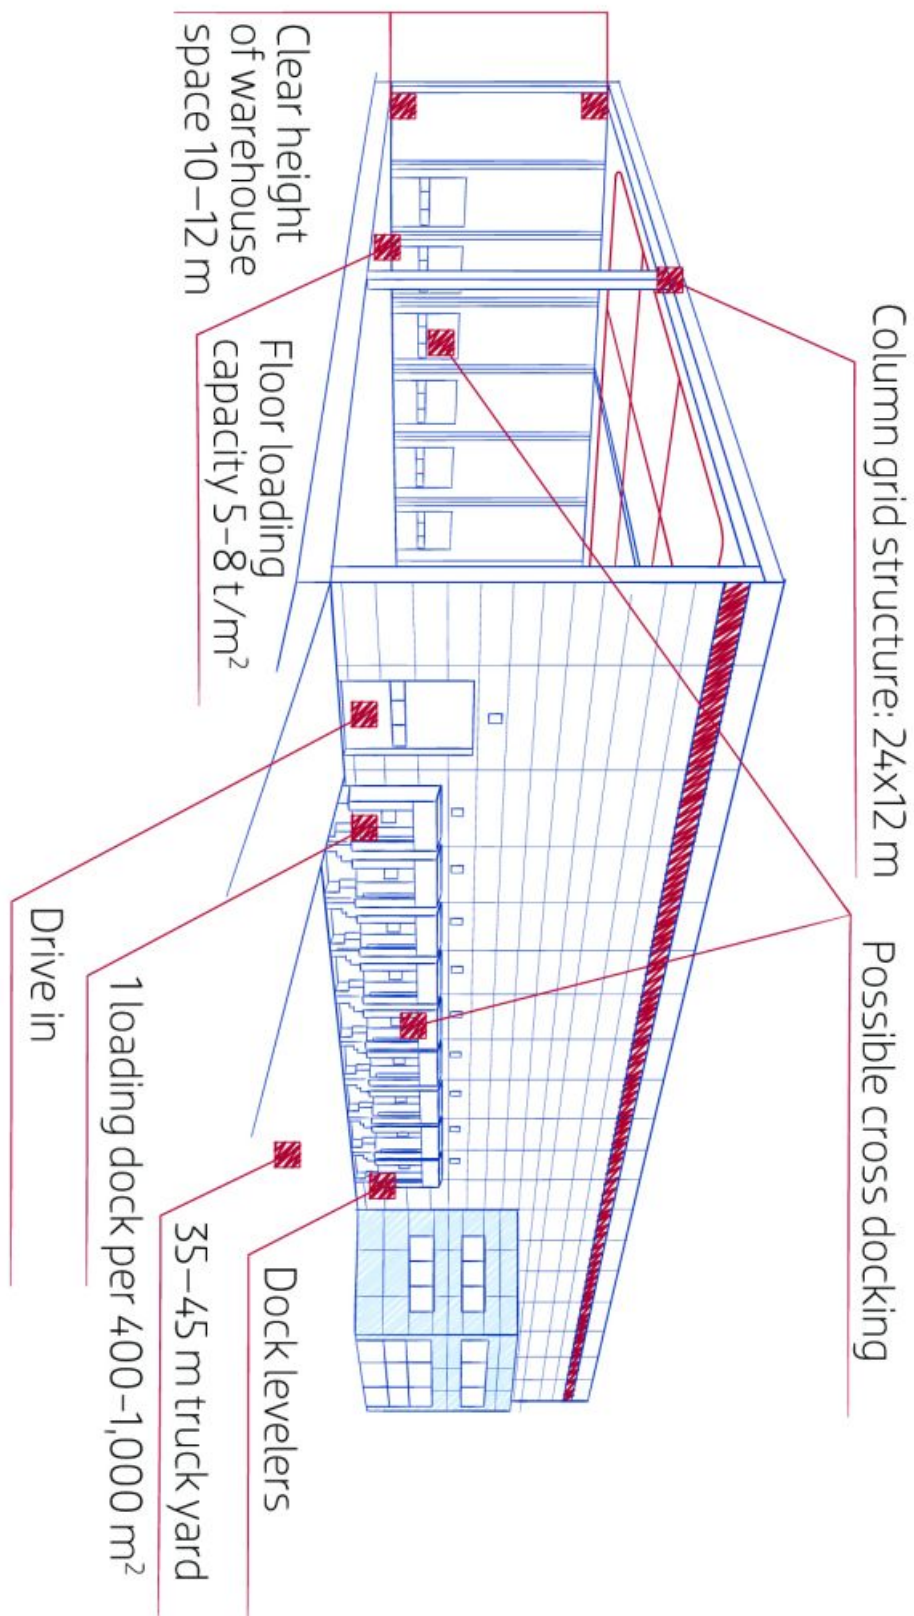 Column grid structure: 24x12 m
Possible cross docking
Clear height
of warehouse
space 10–12 m
Floor loading
capacity 5–8 t/m²
Dock levelers
35–45 m truck yard
1 loading dock per 400–1,000 m²
Drive in